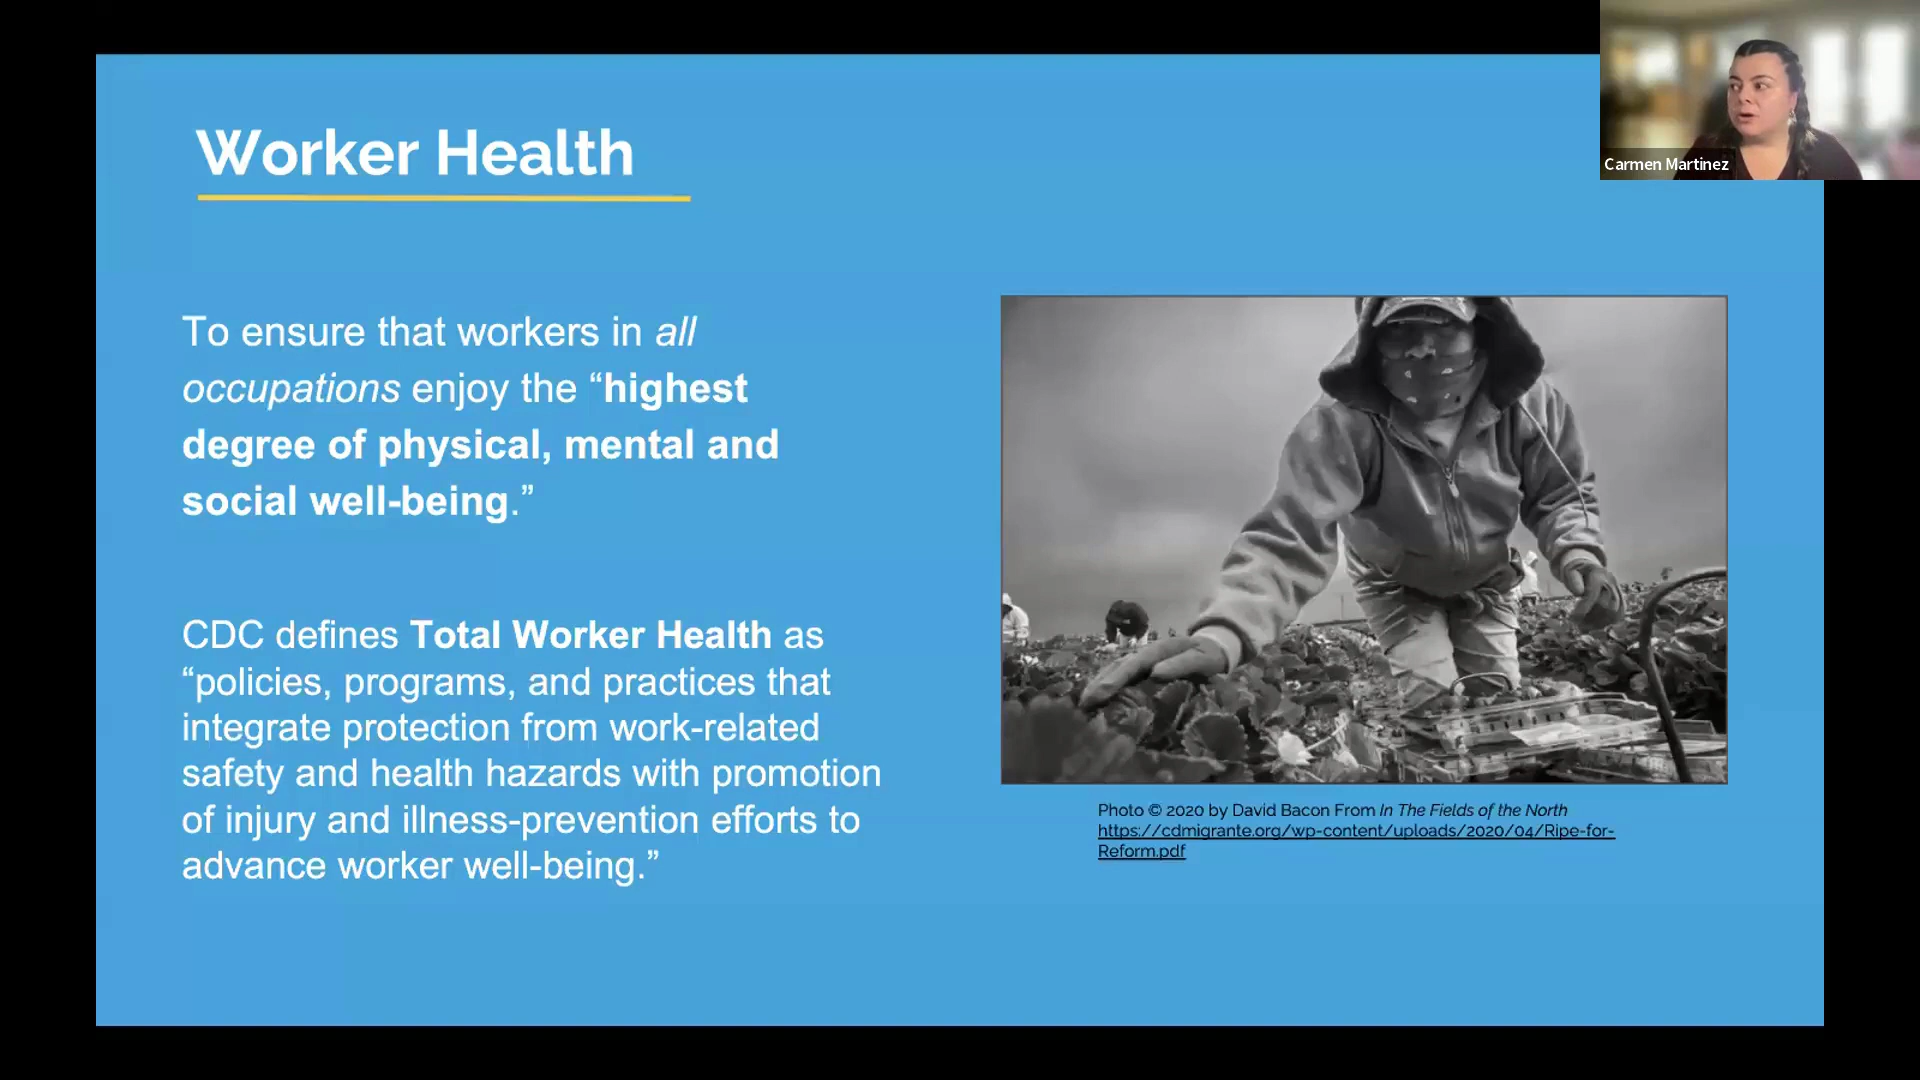 Worker Health
Carmen Martinez
To ensure that workers in all
occupations enjoy the “highest
degree of physical, mental and
social well-being.”
CDC defines Total Worker Health as
“policies, programs, and practices that
integrate protection from work-related
safety and health hazards with promotion
of injury and illness-prevention efforts to
advance worker well-being.”
Photo © 2020 by David Bacon From In The Fields of the North
https://cdmigrante.org/wp-content/uploads/2020/04/Ripe-for-
Reform.pdf